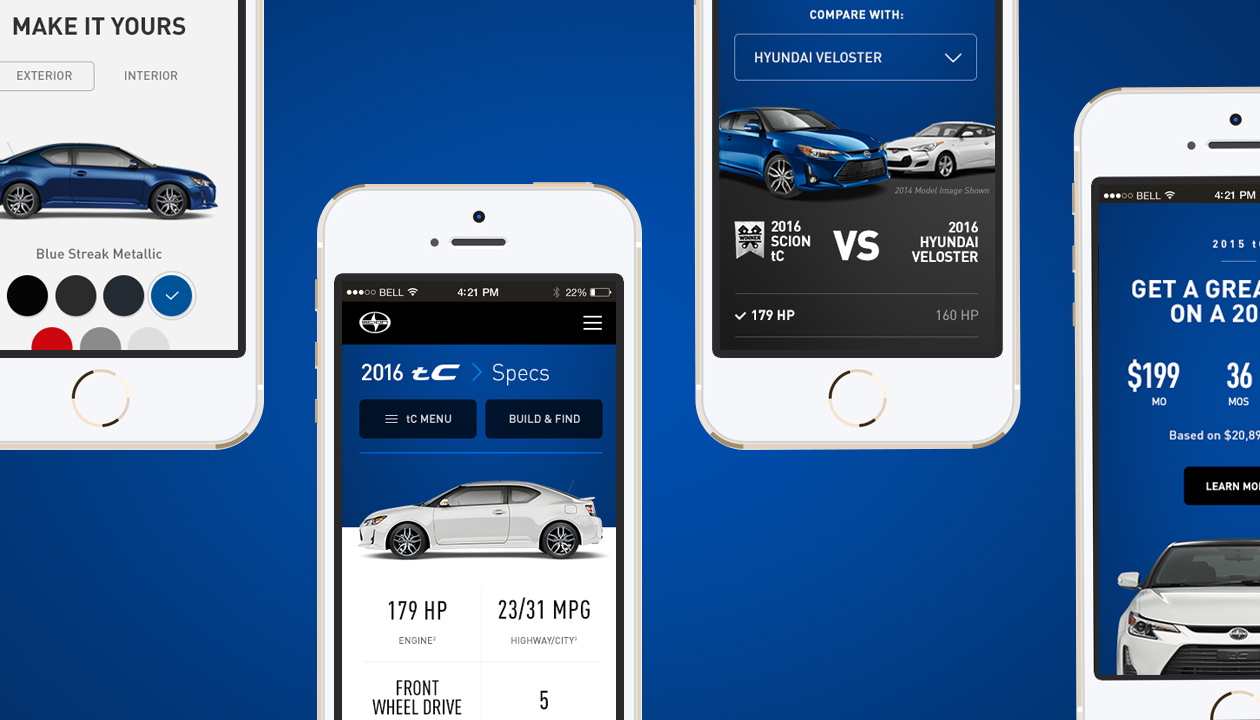 MAKE IT YOURS
EXTERIOR
INTERIOR
Blue Streak Metallic
BELL
4:21 PM
22%
2016 tC
Specs
tC MENU
BUILD & FIND
179 HP
ENGINE²
23/31 MPG
HIGHWAY/CITY³
FRONT
WHEEL DRIVE
5
COMPARE WITH:
HYUNDAI VELOSTER
2014 Model Image Shown
WINNER
2016
SCION
tC
VS
2016
HYUNDAI
VELOSTER
179 HP
160 HP
BELL
4:21 PM
2015 t
GET A GREA
ON A 20
$199
MO
36
MOS
Based on $20,89
LEARN MO